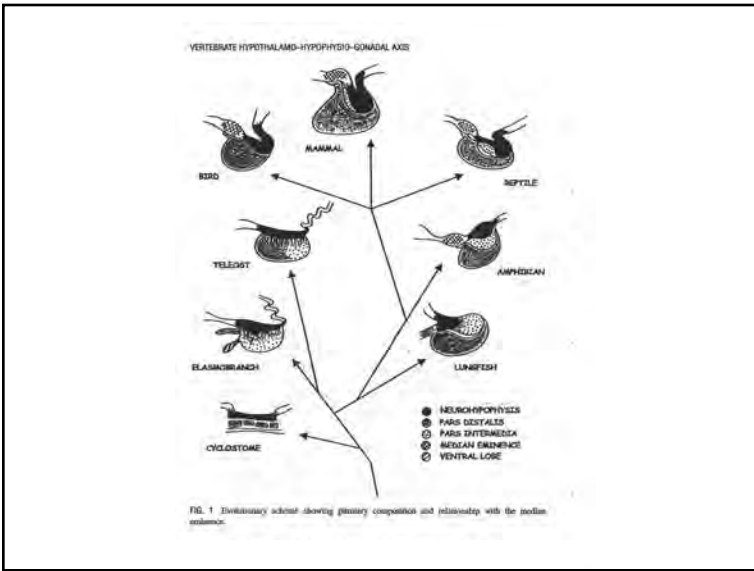 VERTEBRATE HYPOTHALAMO-HYPOPHYSIO-GONADAL AXIS
MAMMAL
BIRD
REPTILE
TELEOST
AMPHIBIAN
ELASMOBRANCH
LUNGFISH
CYCLOSTOME
NEUROHYPOPHYSIS
PARS DISTALIS
PARS INTERMEDIA
MEDIAN EMINENCE
VENTRAL LOBE
FIG. 1 Evolutionary scheme showing pituitary composition and relationship with the median
eminence.